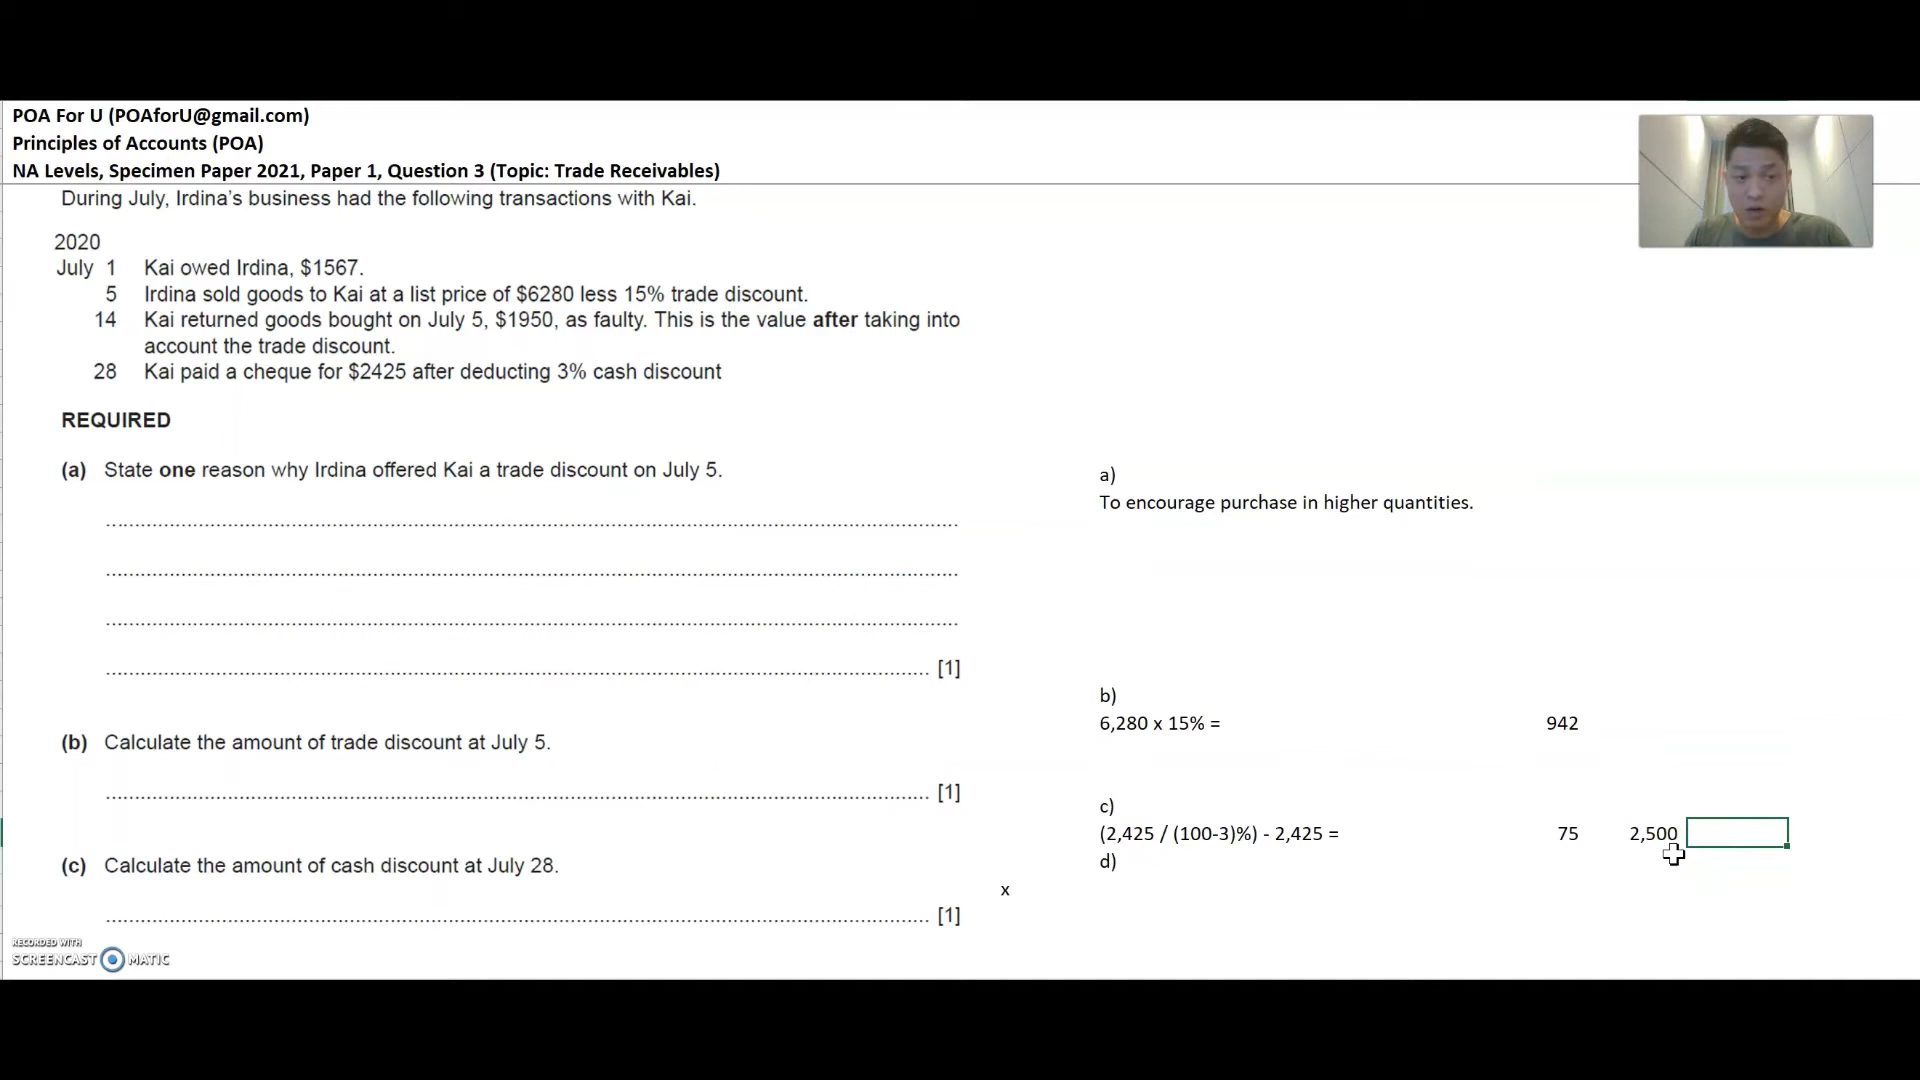 POA For U (POAforU@gmail.com)
Principles of Accounts (POA)
NA Levels, Specimen Paper 2021, Paper 1, Question 3 (Topic: Trade Receivables)
During July, Irdina's business had the following transactions with Kai.
2020
July 1 Kai owed Irdina, $1567.
5 Irdina sold goods to Kai at a list price of $6280 less 15% trade discount.
14 Kai returned goods bought on July 5, $1950, as faulty. This is the value after taking into
account the trade discount.
28 Kai paid a cheque for $2425 after deducting 3% cash discount
REQUIRED
(a) State one reason why Irdina offered Kai a trade discount on July 5.
[1]
(b) Calculate the amount of trade discount at July 5.
[1]
(c) Calculate the amount of cash discount at July 28.
[1]
a)
To encourage purchase in higher quantities.
b)
6,280 x 15% = 942
c)
(2,425 / (100-3)%) - 2,425 = 75 2,500
d)
x
RECORDED WITH
SCREENCAST MATIC